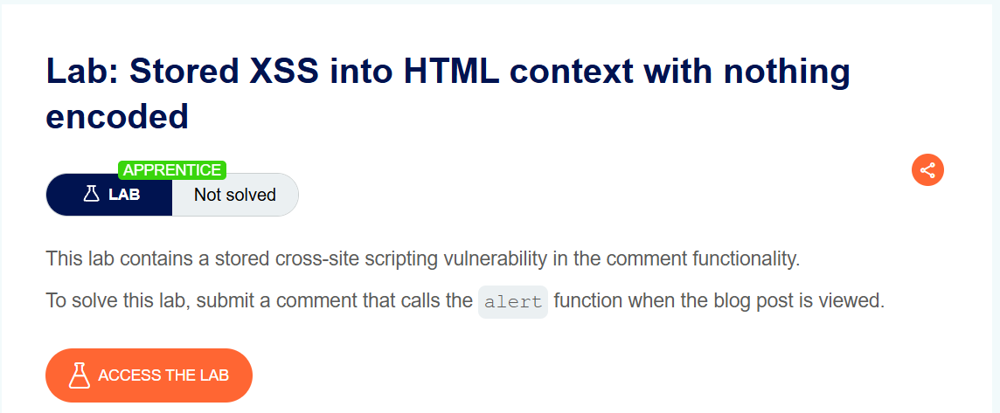 Lab: Stored XSS into HTML context with nothing
encoded
APPRENTICE
LAB Not solved
This lab contains a stored cross-site scripting vulnerability in the comment functionality.
To solve this lab, submit a comment that calls the alert function when the blog post is viewed.
ACCESS THE LAB